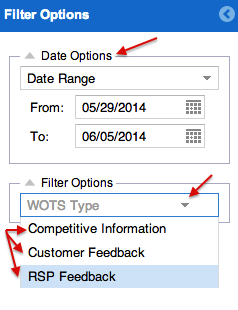 Filter Options
Date Options
Date Range
From: 05/29/2014
To: 06/05/2014
Filter Options
WOTS Type
Competitive Information
Customer Feedback
RSP Feedback